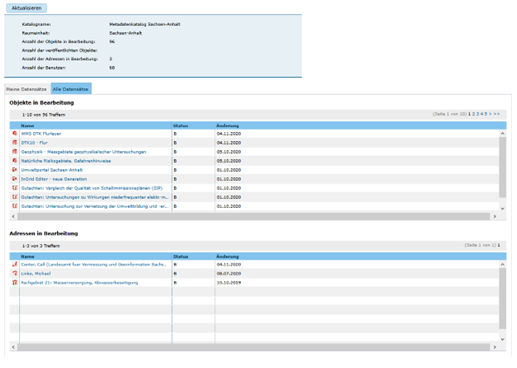 Aktualisieren
Katalogname: Metadatenkatalog Sachsen-Anhalt
Raumeinheit: Sachsen-Anhalt
Anzahl der Objekte in Bearbeitung: 96
Anzahl der veröffentlichten Objekte:
Anzahl der Adressen in Bearbeitung: 3
Anzahl der Benutzer:
Meine Datensätze Alle Datensätze
Objekte in Bearbeitung
1-10 von 96 Treffern (Seite 1 von 10) 1 2 3 4 5 > >>
Name Status Änderung
WMS DTK Flurlayer B 04.11.2020
DTK10 - Flur B 04.11.2020
Geophysik - Messgebiete geophysikalischer Untersuchungen B 05.10.2020
Natürliche Risikogebiete, Gefahrenhinweise B 05.10.2020
Umweltportal Sachsen Anhalt B 01.10.2020
InGrid Editor - neue Generation B 01.10.2020
Gutachten: Vergleich der Qualität von Schallimmissionsplänen (SIP) B 01.10.2020
Gutachten: Untersuchungen zu Wirkungen niederfrequenter elektr-m... B 01.10.2020
Gutachten: Untersuchung zur Vernetzung der Umweltbildung und -er... B 01.10.2020
Adressen in Bearbeitung
1-3 von 3 Treffern (Seite 1 von 1) 1
Name Status Änderung
Center, Call (Landesamt fuer Vermessung und Geoinformation Sachs... B 04.11.2020
Linke, Michael B 08.07.2020
Fachgebiet 21: Wasserversorgung, Abwasserbeseitigung B 10.10.2019